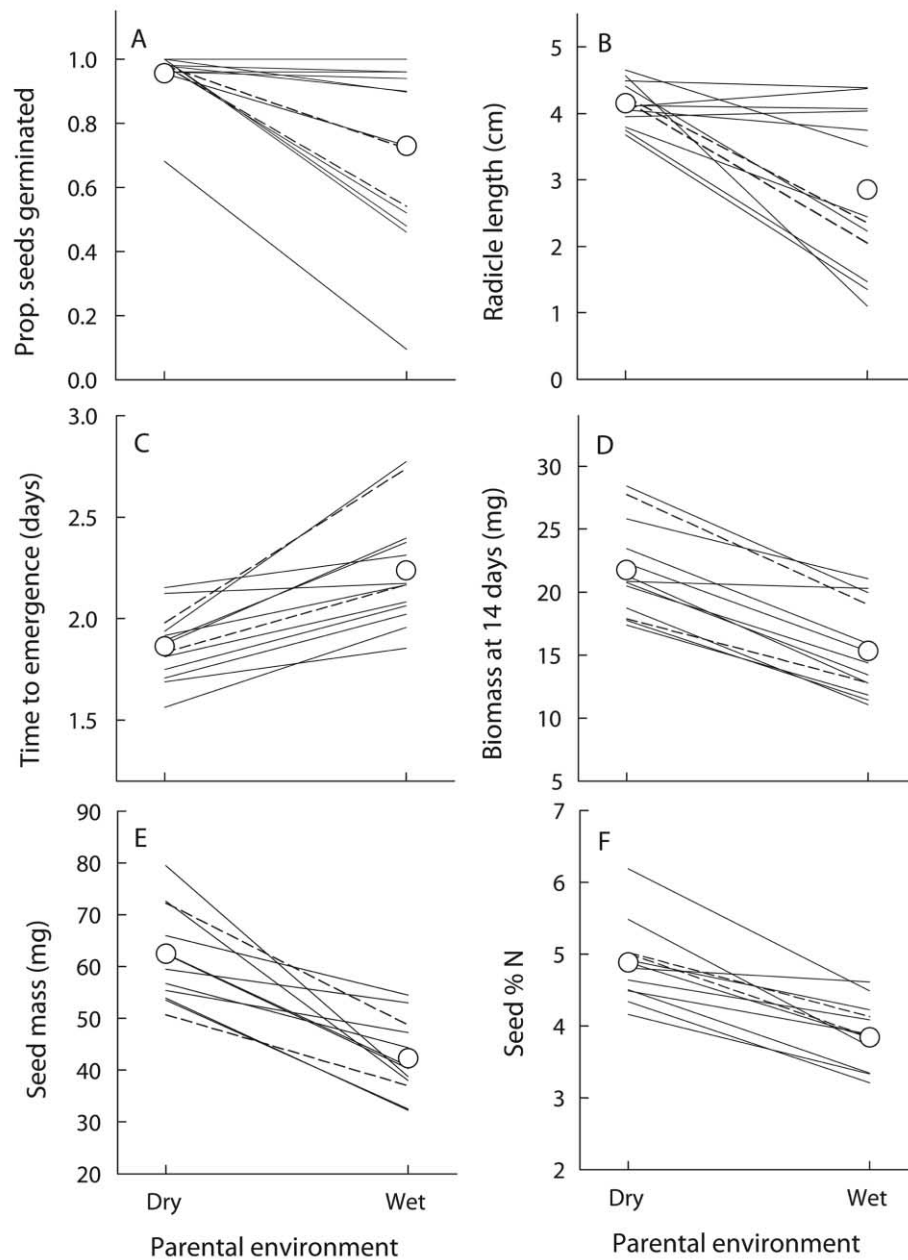 A
Prop. seeds germinated
1.0
0.8
0.6
0.4
0.2
0.0
B
Radicle length (cm)
5
4
3
2
1
0
C
Time to emergence (days)
3.0
2.5
2.0
1.5
D
Biomass at 14 days (mg)
30
25
20
15
10
5
E
Seed mass (mg)
90
80
70
60
50
40
30
20
Dry
Wet
Parental environment
F
Seed % N
7
6
5
4
3
2
Dry
Wet
Parental environment